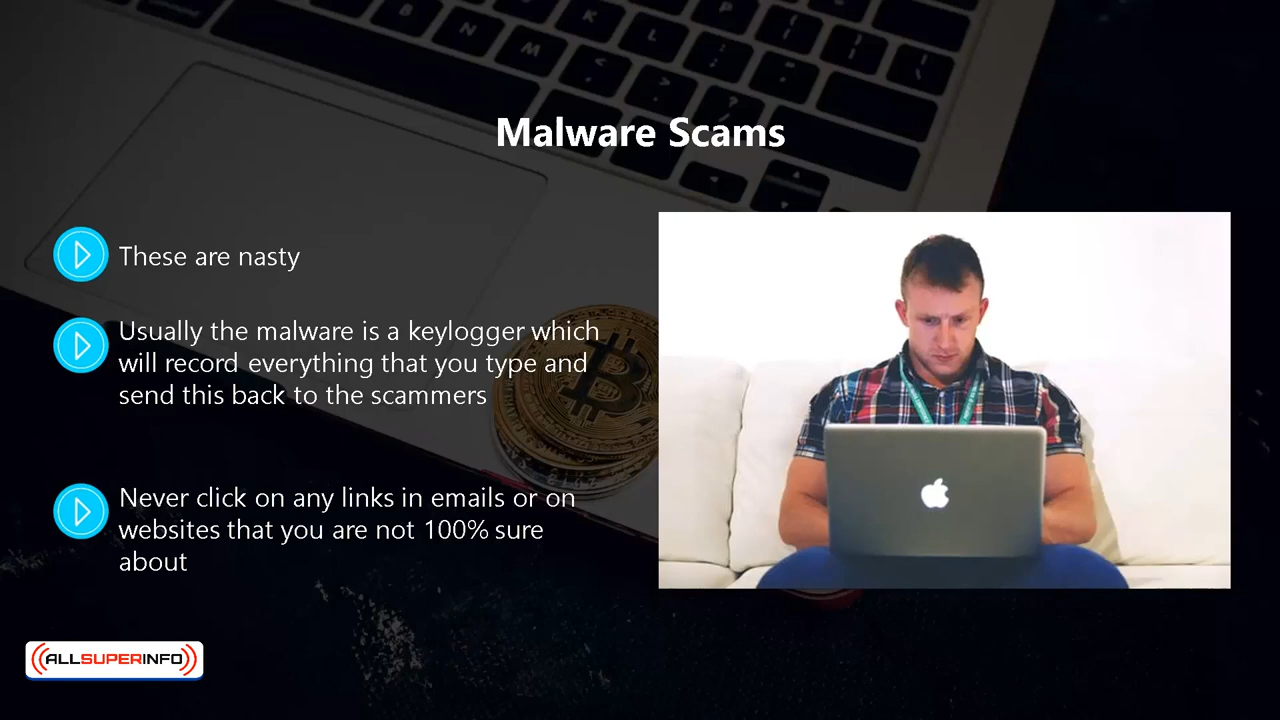 Malware Scams
These are nasty
Usually the malware is a keylogger which
will record everything that you type and
send this back to the scammers
Never click on any links in emails or on
websites that you are not 100% sure
about
ALLSUPERINFO